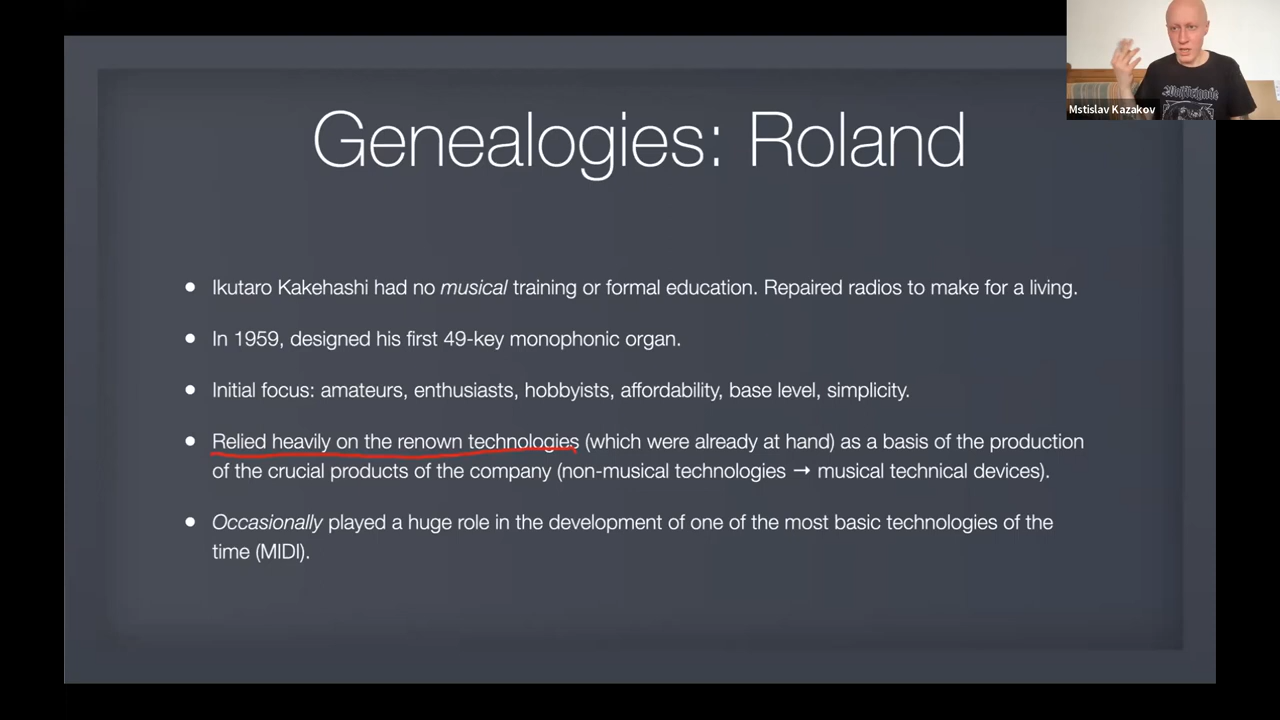 Mstislav Kazakov
Genealogies: Roland
Ikutaro Kakehashi had no musical training or formal education. Repaired radios to make for a living.
In 1959, designed his first 49-key monophonic organ.
Initial focus: amateurs, enthusiasts, hobbyists, affordability, base level, simplicity.
Relied heavily on the renown technologies (which were already at hand) as a basis of the production
of the crucial products of the company (non-musical technologies → musical technical devices).
Occasionally played a huge role in the development of one of the most basic technologies of the
time (MIDI).